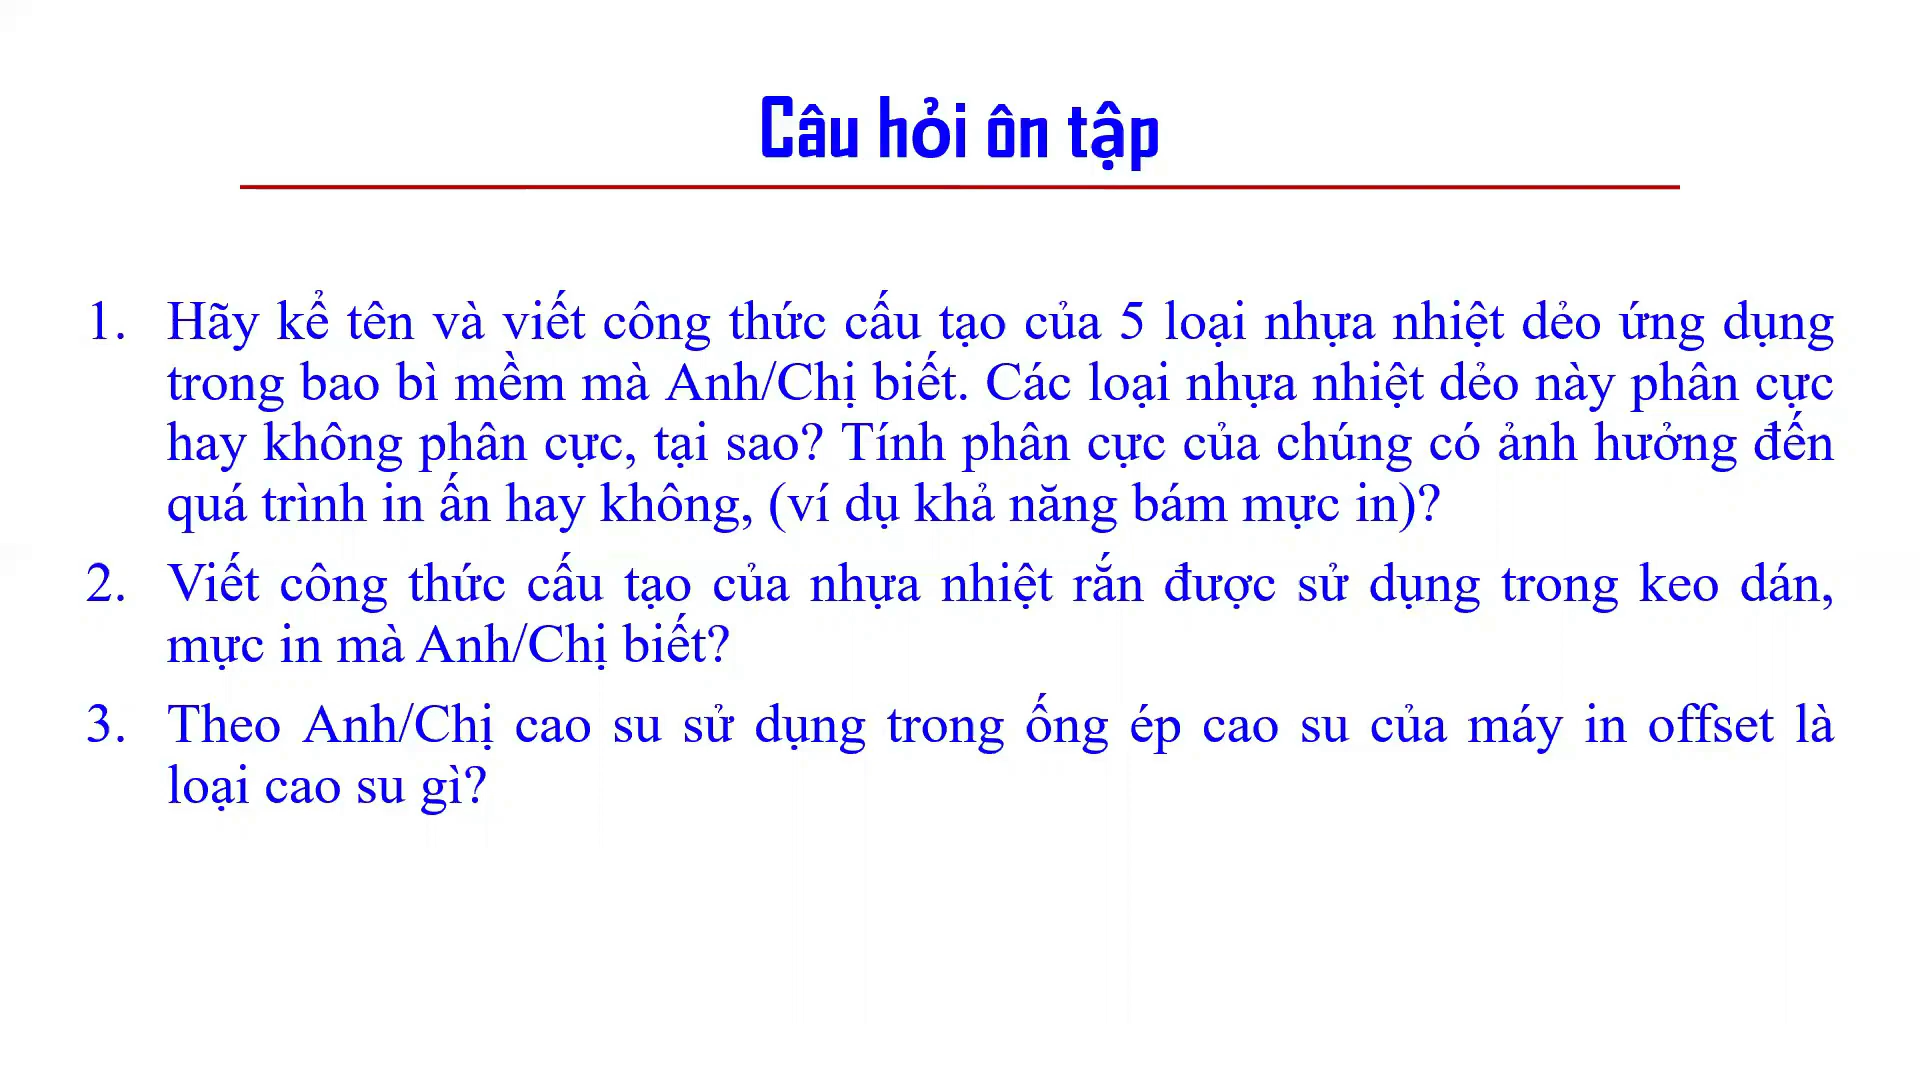 Câu hỏi ôn tập
1. Hãy kể tên và viết công thức cấu tạo của 5 loại nhựa nhiệt dẻo ứng dụng
trong bao bì mềm mà Anh/Chị biết. Các loại nhựa nhiệt dẻo này phân cực
hay không phân cực, tại sao? Tính phân cực của chúng có ảnh hưởng đến
quá trình in ấn hay không, (ví dụ khả năng bám mực in)?
2. Viết công thức cấu tạo của nhựa nhiệt rắn được sử dụng trong keo dán,
mực in mà Anh/Chị biết?
3. Theo Anh/Chị cao su sử dụng trong ống ép cao su của máy in offset là
loại cao su gì?